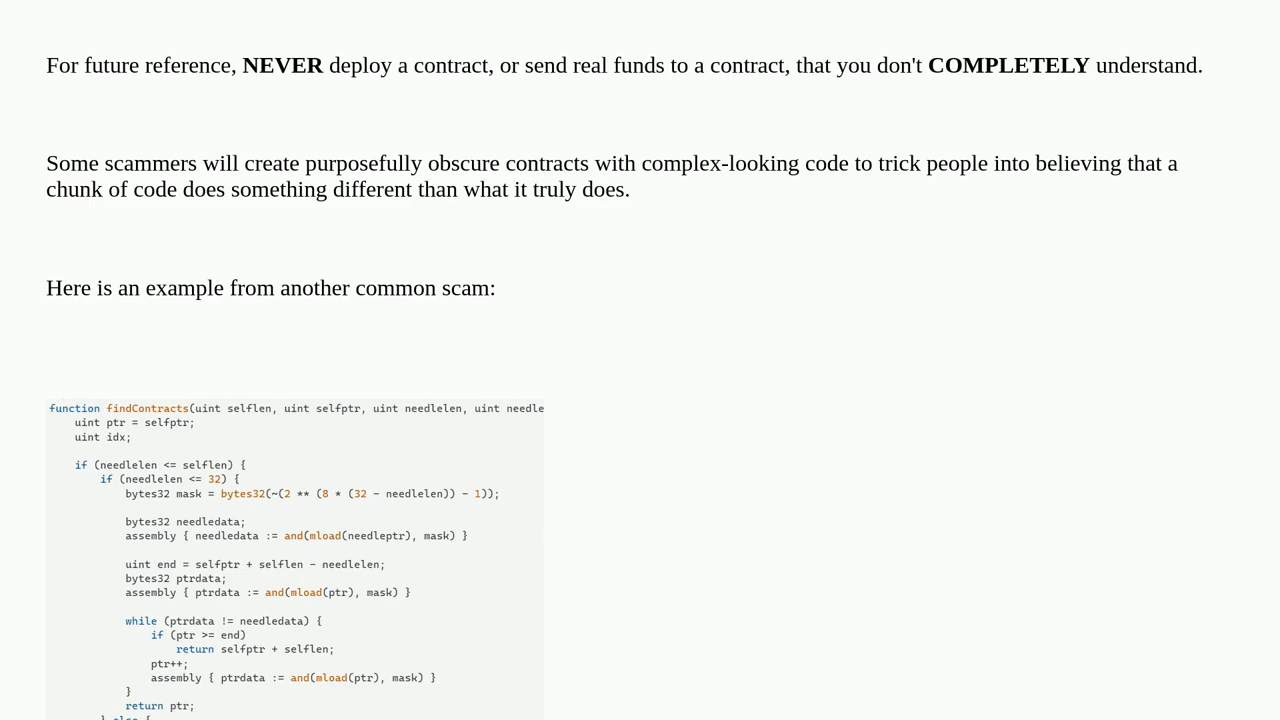 For future reference, NEVER deploy a contract, or send real funds to a contract, that you don't COMPLETELY understand.
Some scammers will create purposefully obscure contracts with complex-looking code to trick people into believing that a
chunk of code does something different than what it truly does.
Here is an example from another common scam:
function findContracts(uint selflen, uint selfptr, uint needlelen, uint needle
    uint ptr = selfptr;
    uint idx;
    if (needlelen <= selflen) {
        if (needlelen <= 32) {
            bytes32 mask = bytes32(~(2 ** (8 * (32 - needlelen)) - 1));
            bytes32 needledata;
            assembly { needledata := and(mload(needleptr), mask) }
            uint end = selfptr + selflen - needlelen;
            bytes32 ptrdata;
            assembly { ptrdata := and(mload(ptr), mask) }
            while (ptrdata != needledata) {
                if (ptr >= end)
                    return selfptr + selflen;
                ptr++;
                assembly { ptrdata := and(mload(ptr), mask) }
            }
            return ptr;
        } else {